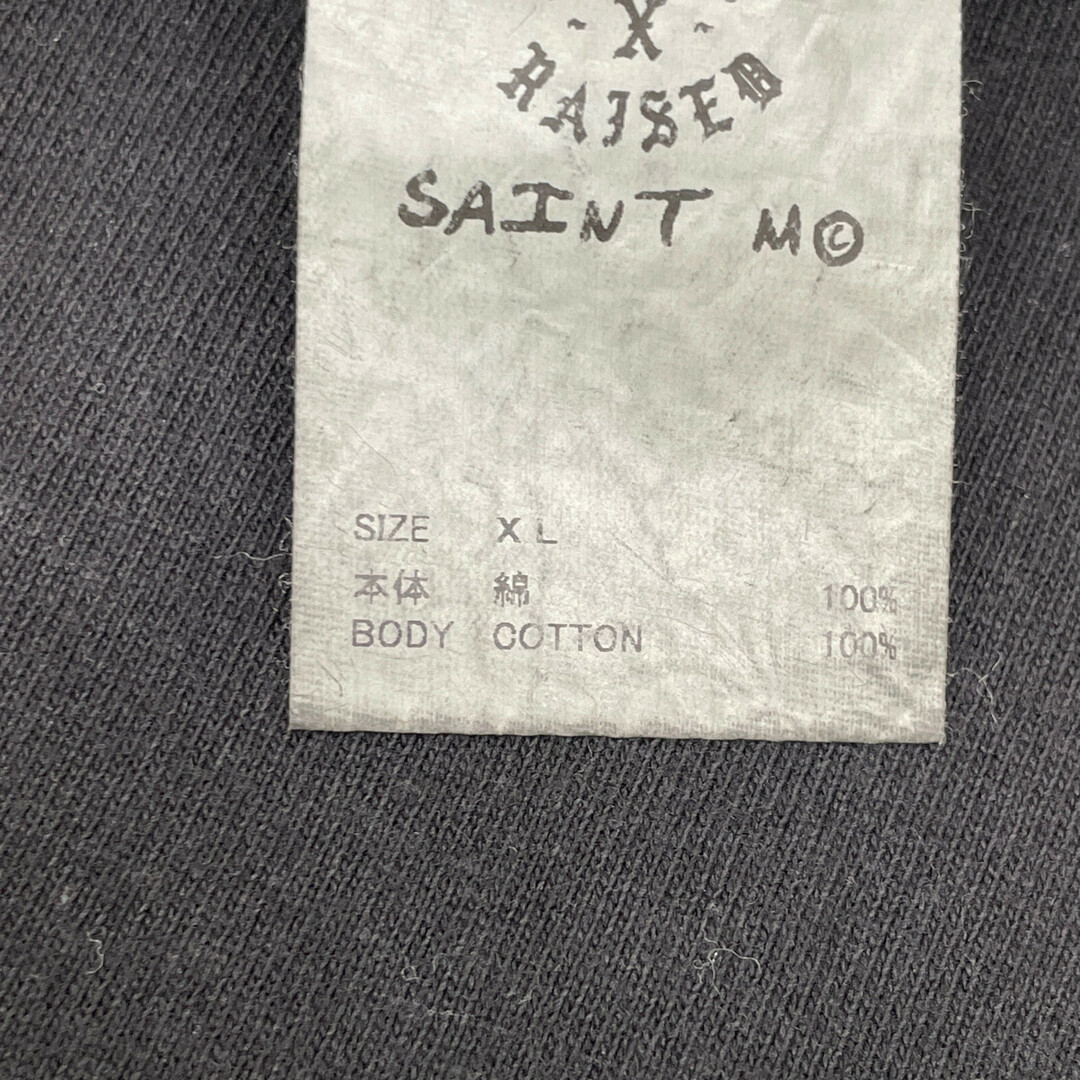 - X -
RAISED
SAINT M©
SIZE XL
本体 綿 100%
BODY COTTON 100%